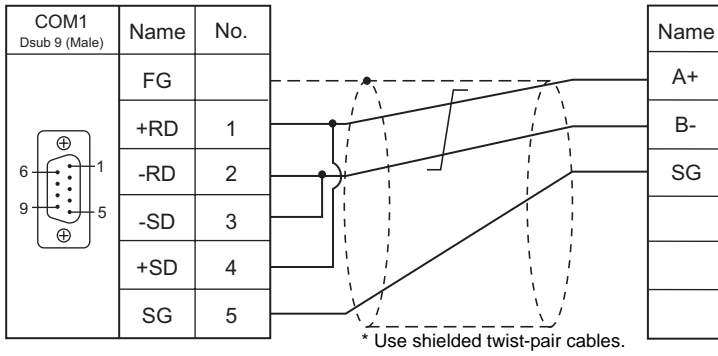 COM1
Dsub 9 (Male)
Name No.
Name
FG
A+
+RD 1
B-
-RD 2
SG
-SD 3
+SD 4
SG 5
6
1
9
5
* Use shielded twist-pair cables.